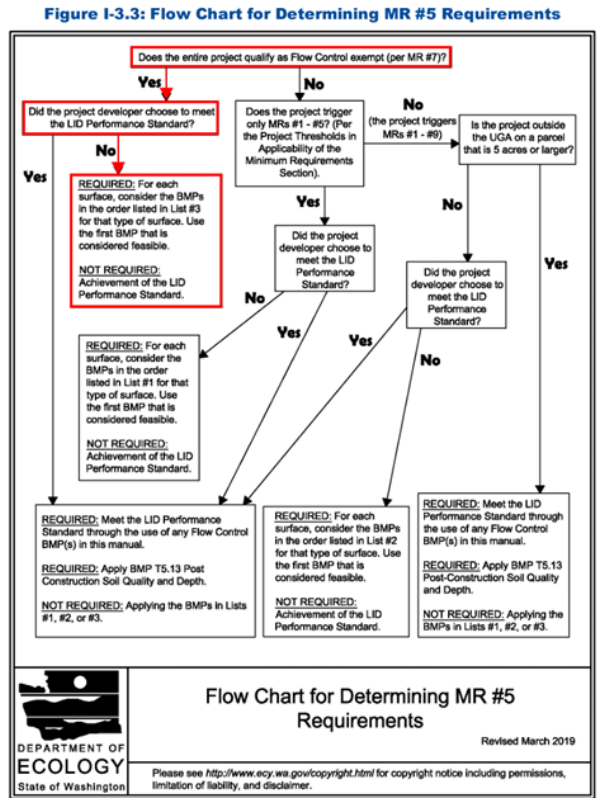 Figure I-3.3: Flow Chart for Determining MR #5 Requirements
Does the entire project qualify as Flow Control exempt (per MR #7)?
Yes
No
Did the project developer choose to meet
the LID Performance Standard?
Does the project trigger
only MRs #1 - #5? (Per
the Project Thresholds in
Applicability of the
Minimum Requirements
Section).
No
(the project triggers
MRs #1 - #9)
Is the project outside
the UGA on a parcel
that is 5 acres or larger?
Yes
No
REQUIRED: For each
surface, consider the BMPs
in the order listed in List #3
for that type of surface. Use
the first BMP that is
considered feasible.
NOT REQUIRED:
Achievement of the LID
Performance Standard.
Yes
Did the project
developer choose to
meet the LID
Performance
Standard?
No
Did the project
developer choose to
meet the LID
Performance
Standard?
Yes
No
Yes
Yes
No
REQUIRED: For each
surface, consider the
BMPs in the order
listed in List #1 for that
type of surface. Use
the first BMP that is
considered feasible.
NOT REQUIRED:
Achievement of the LID
Performance Standard.
REQUIRED: Meet the LID Performance
Standard through the use of any Flow Control
BMP(s) in this manual.
REQUIRED: Apply BMP T5.13 Post
Construction Soil Quality and Depth.
NOT REQUIRED: Applying the BMPs in Lists
#1, #2, or #3.
REQUIRED: For each
surface, consider the BMPs
in the order listed in List #2
for that type of surface. Use
the first BMP that is
considered feasible.
NOT REQUIRED:
Achievement of the LID
Performance Standard.
REQUIRED: Meet the LID
Performance Standard through
the use of any Flow Control
BMP(s) in this manual.
REQUIRED: Apply BMP T5.13
Post-Construction Soil Quality
and Depth.
NOT REQUIRED: Applying the
BMPs in Lists #1, #2, or #3.
DEPARTMENT OF
ECOLOGY
State of Washington
Flow Chart for Determining MR #5
Requirements
Revised March 2019
Please see http://www.ecy.wa.gov/copyright.html for copyright notice including permissions,
limitation of liability, and disclaimer.